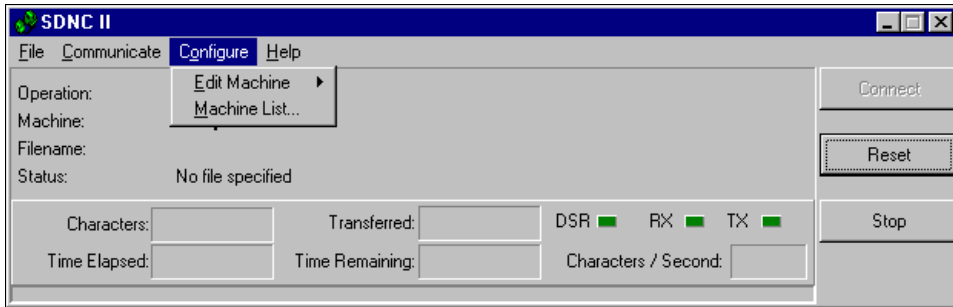 SDNC II
File Communicate Configure Help
Edit Machine
Machine List...
Operation:
Machine:
Filename:
Status: No file specified
Connect
Reset
Stop
Characters: Transferred: DSR RX TX
Time Elapsed: Time Remaining: Characters / Second: